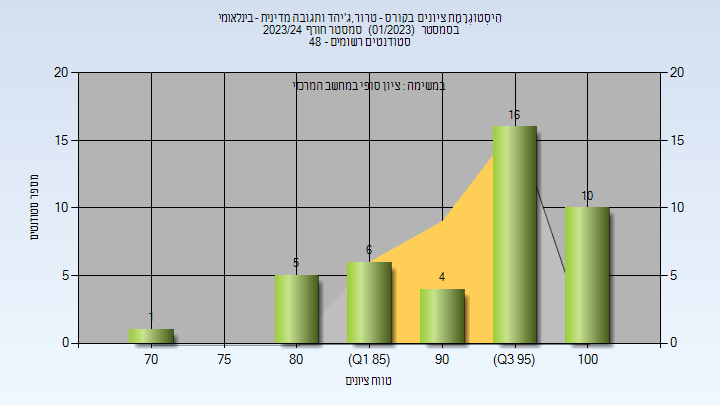 היסטוגרמת ציונים בקורס - טרור,ג'יהד ותגובה מדינית - בינלאומי
בסמסטר (01/2023) סמסטר חורף 2023/24
סטודנטים רשומים - 48
במשימה : ציון סופי במחשב המרכזי
20 20
15 15
10 10
5 5
0 0
1 5 6 4 16 10
70 75 80 (Q1 85) 90 (Q3 95) 100
מספר סטודנטים
טווח ציונים